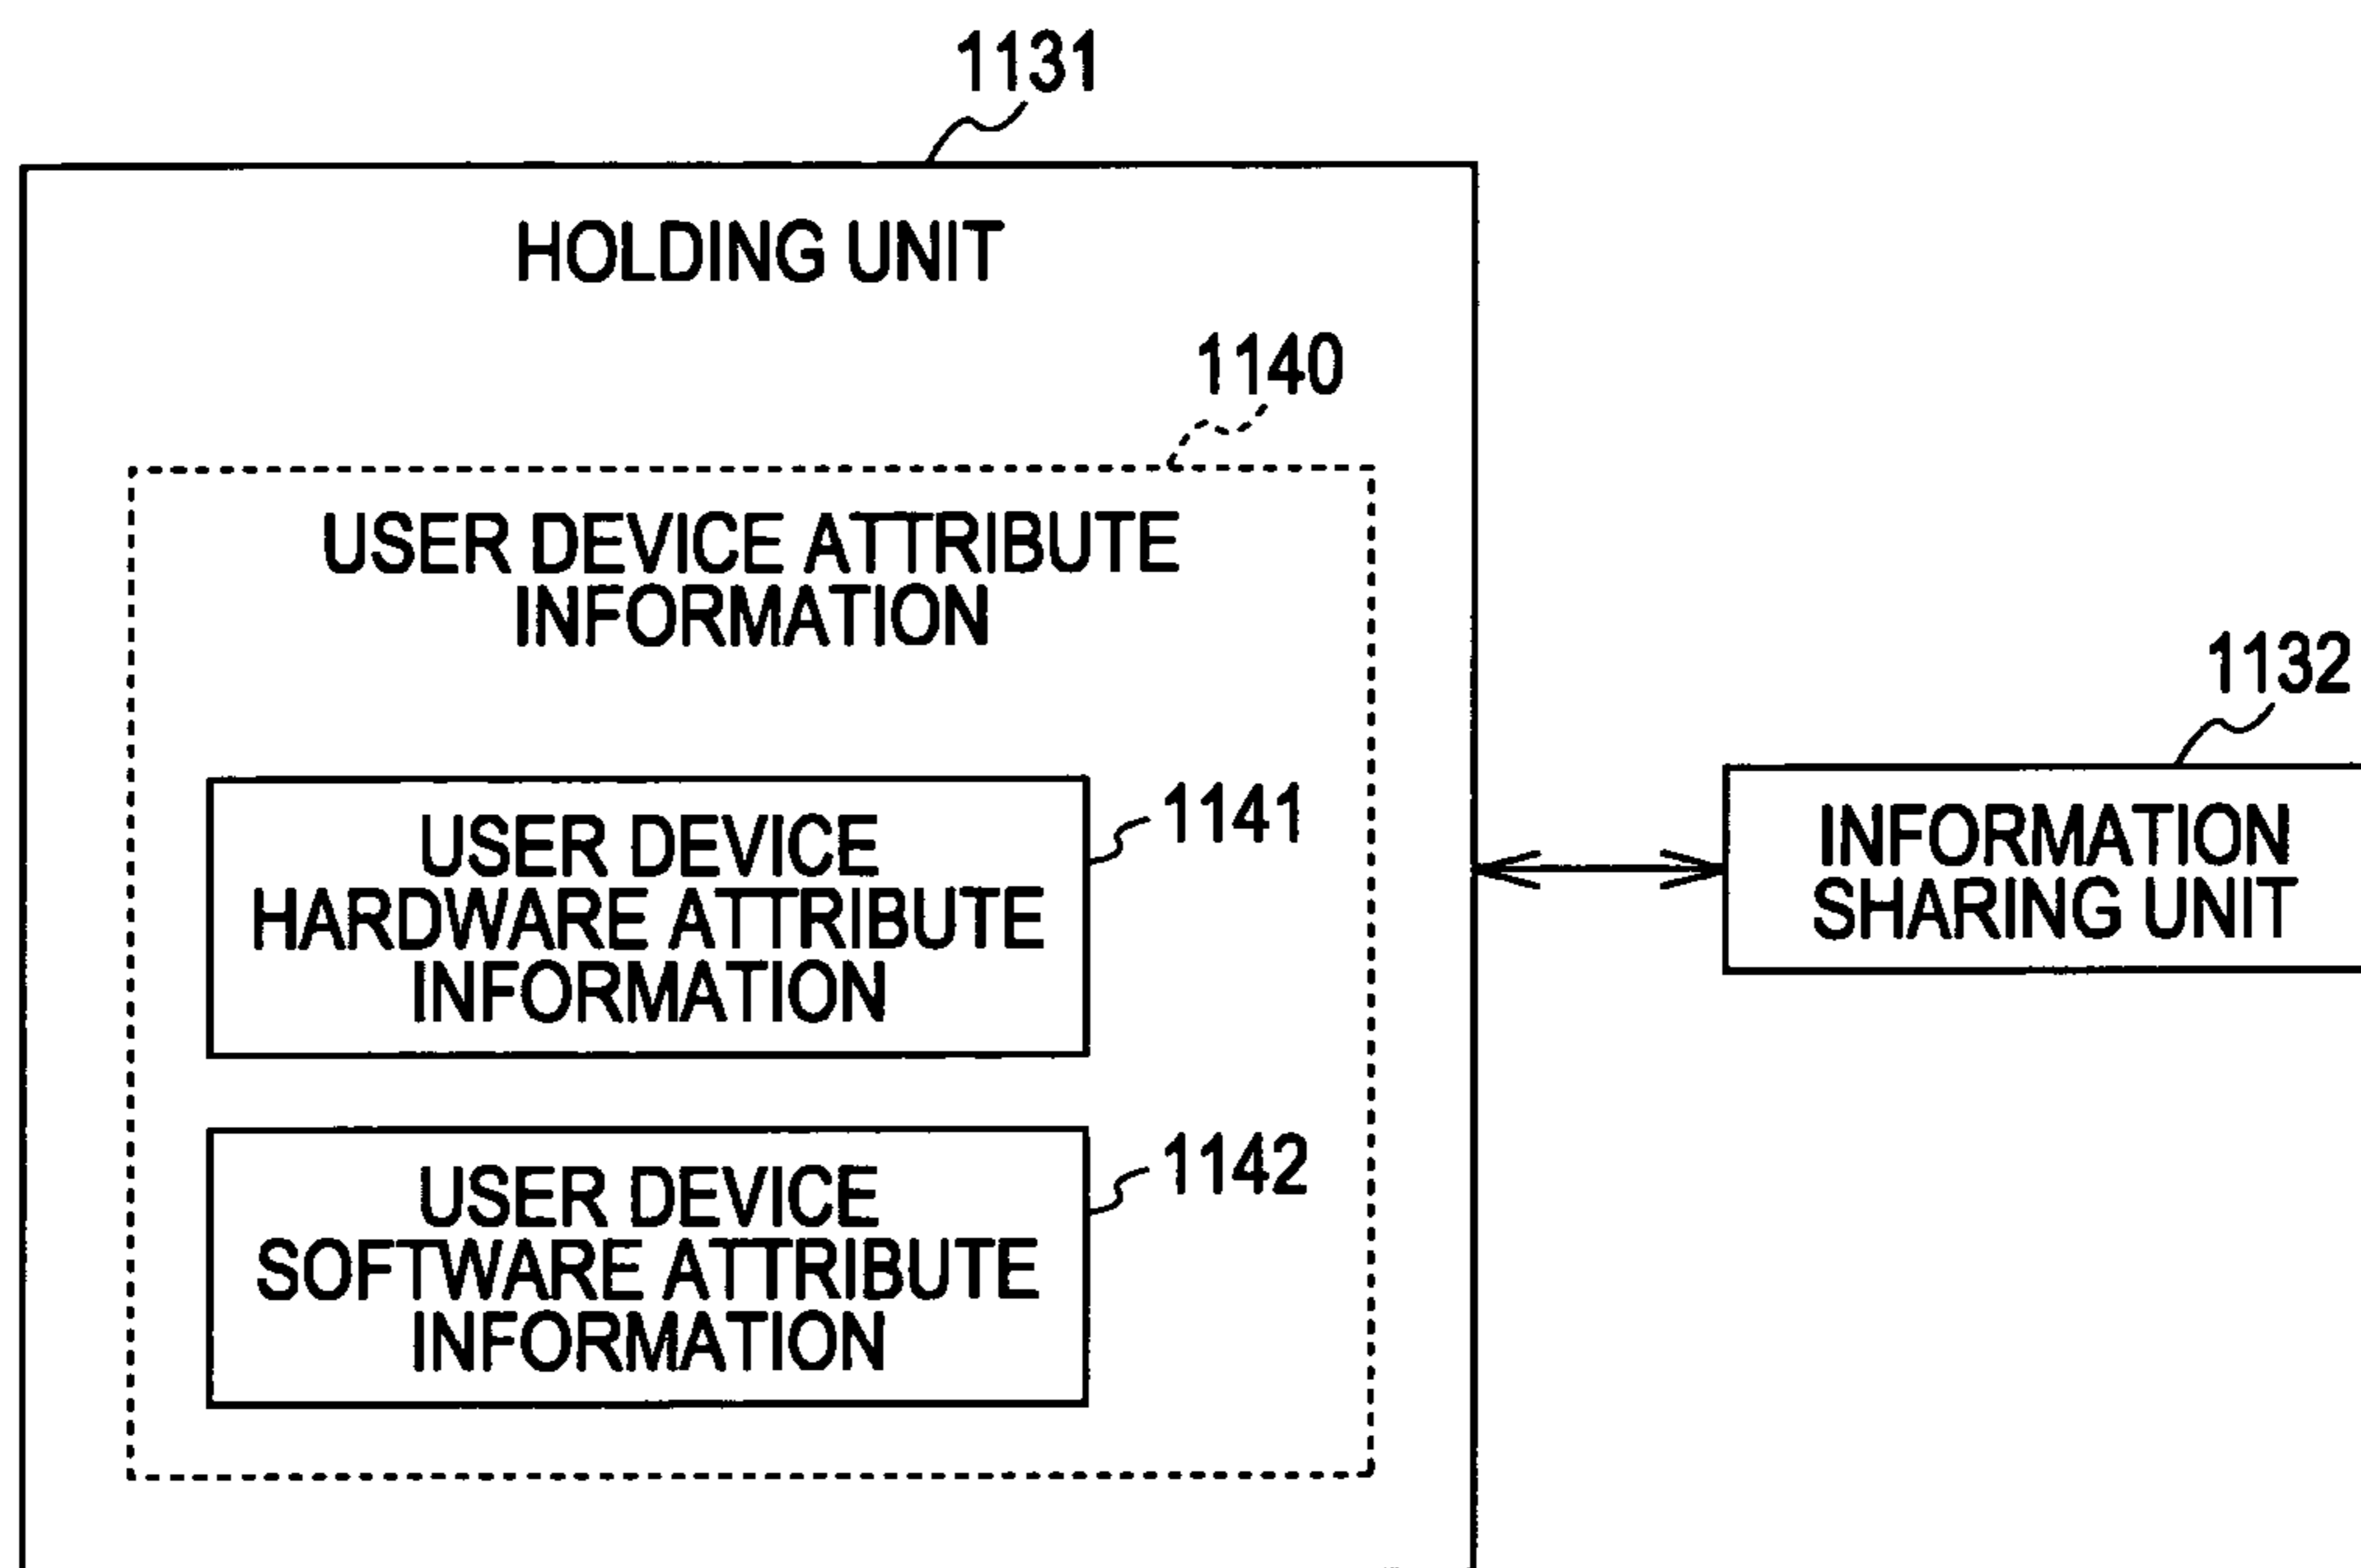 1131
HOLDING UNIT
1140
USER DEVICE ATTRIBUTE
INFORMATION
1132
1141
USER DEVICE
HARDWARE ATTRIBUTE
INFORMATION
INFORMATION
SHARING UNIT
1142
USER DEVICE
SOFTWARE ATTRIBUTE
INFORMATION